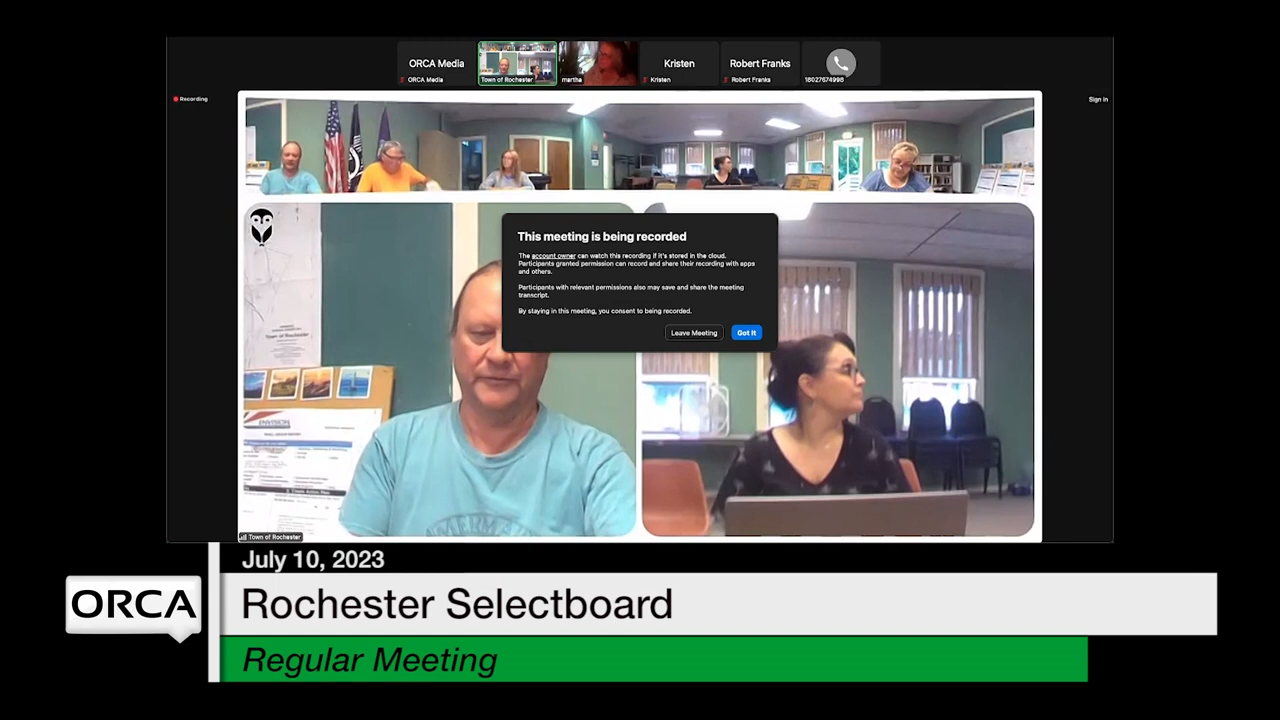 ORCA Media
Kristen
Robert Franks
ORCA Media
Town of Rochester
martha
Kristen
Robert Franks
18027674998
Recording
Sign in
This meeting is being recorded
The account owner can watch this recording if it's stored in the cloud.
Participants granted permission can record and share their recording with apps
and others.
Participants with relevant permissions also may save and share the meeting
transcript.
By staying in this meeting, you consent to being recorded.
Leave Meeting
Got It
Town of Rochester
ENVISION
Town of Rochester
July 10, 2023
ORCA
Rochester Selectboard
Regular Meeting